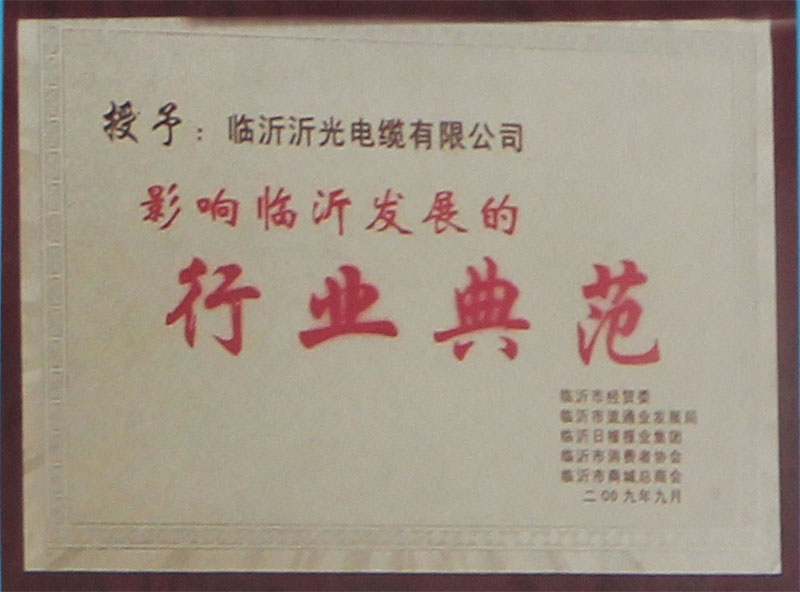 授予：临沂沂光电缆有限公司
影响临沂发展的
行业典范
临沂市经贸委
临沂市流通业发展局
临沂日报报业集团
临沂市消费者协会
临沂市商城总商会
二00九年九月